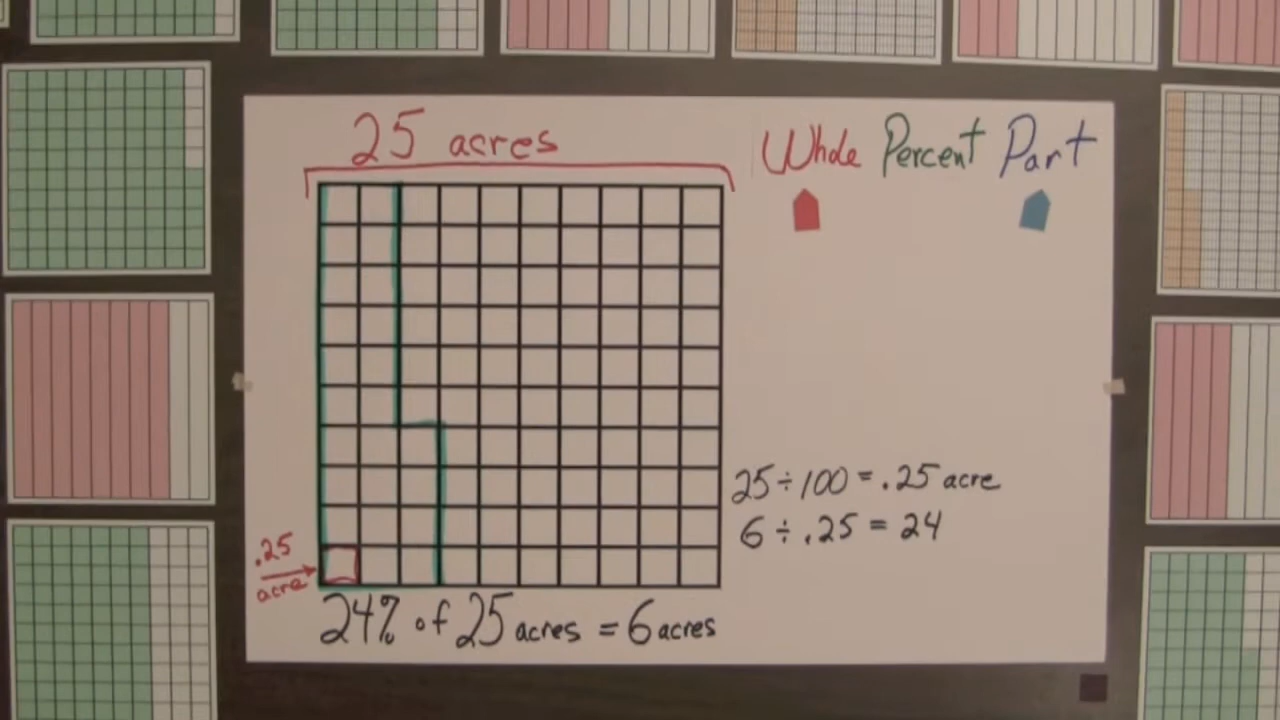 25 acres
Whole Percent Part
25 ÷ 100 = .25 acre
6 ÷ .25 = 24
.25
acre
24% of 25 acres = 6 acres